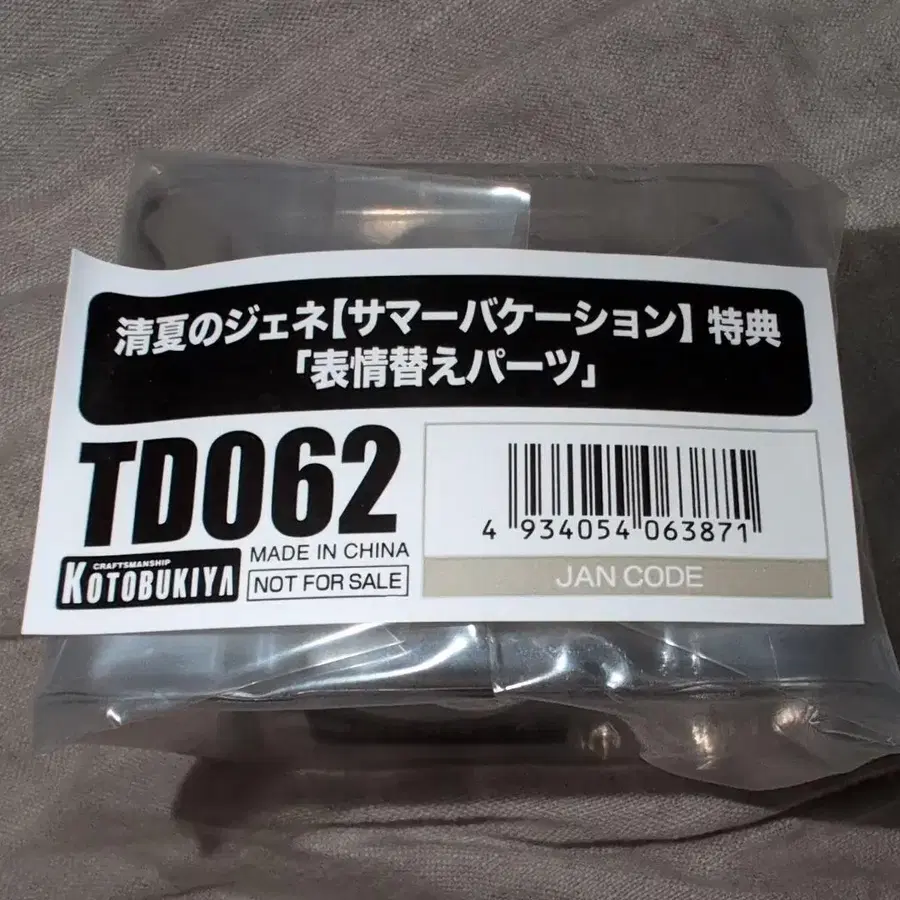 清夏のジェネ【サマーバケーション】 特典
「表情替えパーツ」
TD062
CRAFTSMANSHIP
KOTOBUKIYA
MADE IN CHINA
NOT FOR SALE
4 934054 063871
JAN CODE